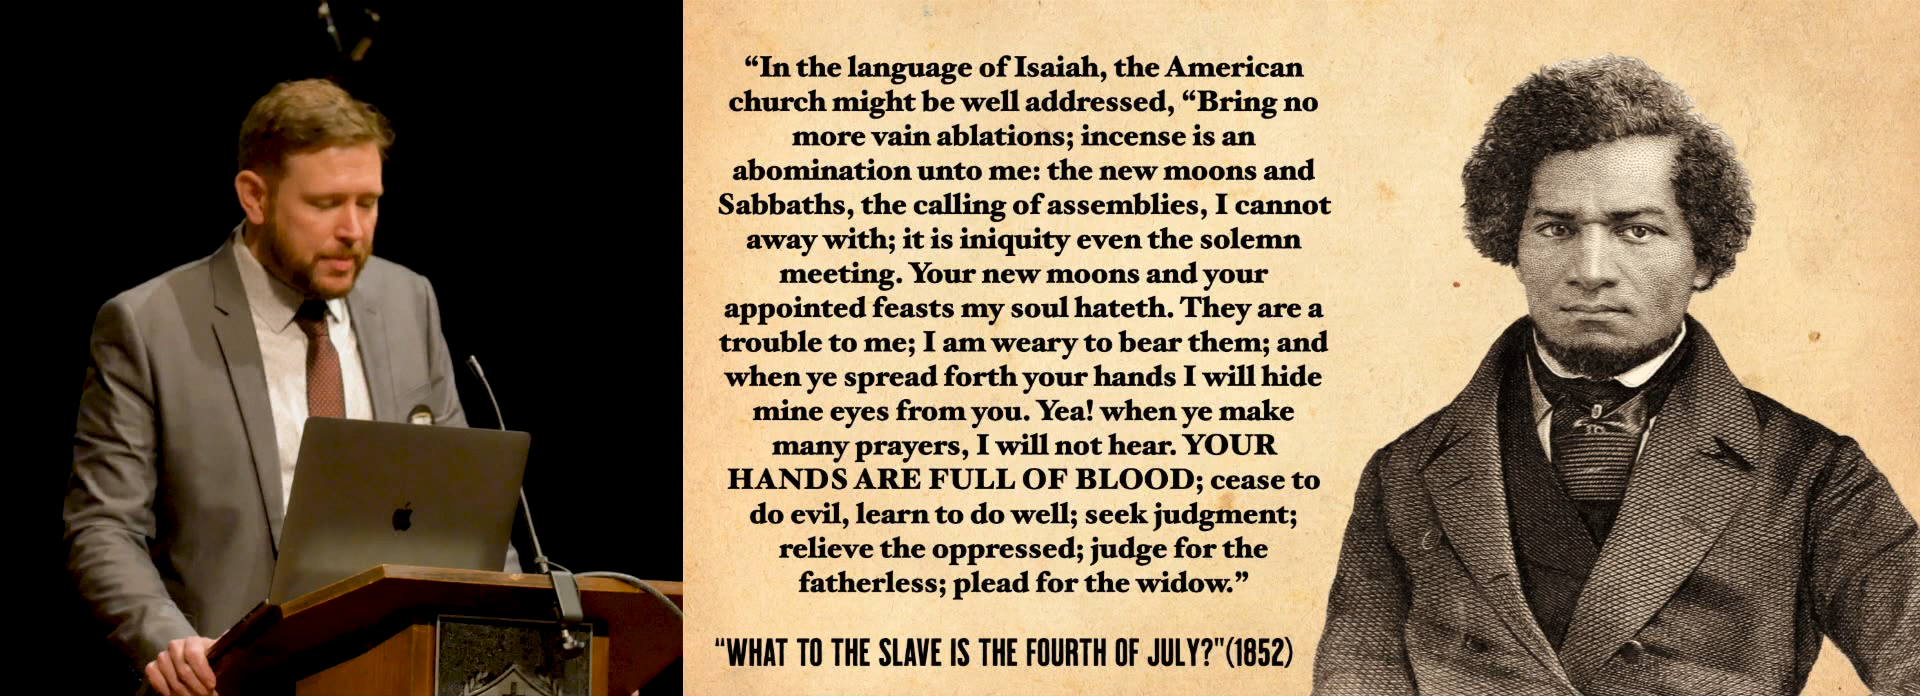 “In the language of Isaiah, the American
church might be well addressed, “Bring no
more vain ablations; incense is an
abomination unto me: the new moons and
Sabbaths, the calling of assemblies, I cannot
away with; it is iniquity even the solemn
meeting. Your new moons and your
appointed feasts my soul hateth. They are a
trouble to me; I am weary to bear them; and
when ye spread forth your hands I will hide
mine eyes from you. Yea! when ye make
many prayers, I will not hear. YOUR
HANDS ARE FULL OF BLOOD; cease to
do evil, learn to do well; seek judgment;
relieve the oppressed; judge for the
fatherless; plead for the widow.”
“WHAT TO THE SLAVE IS THE FOURTH OF JULY?"(1852)